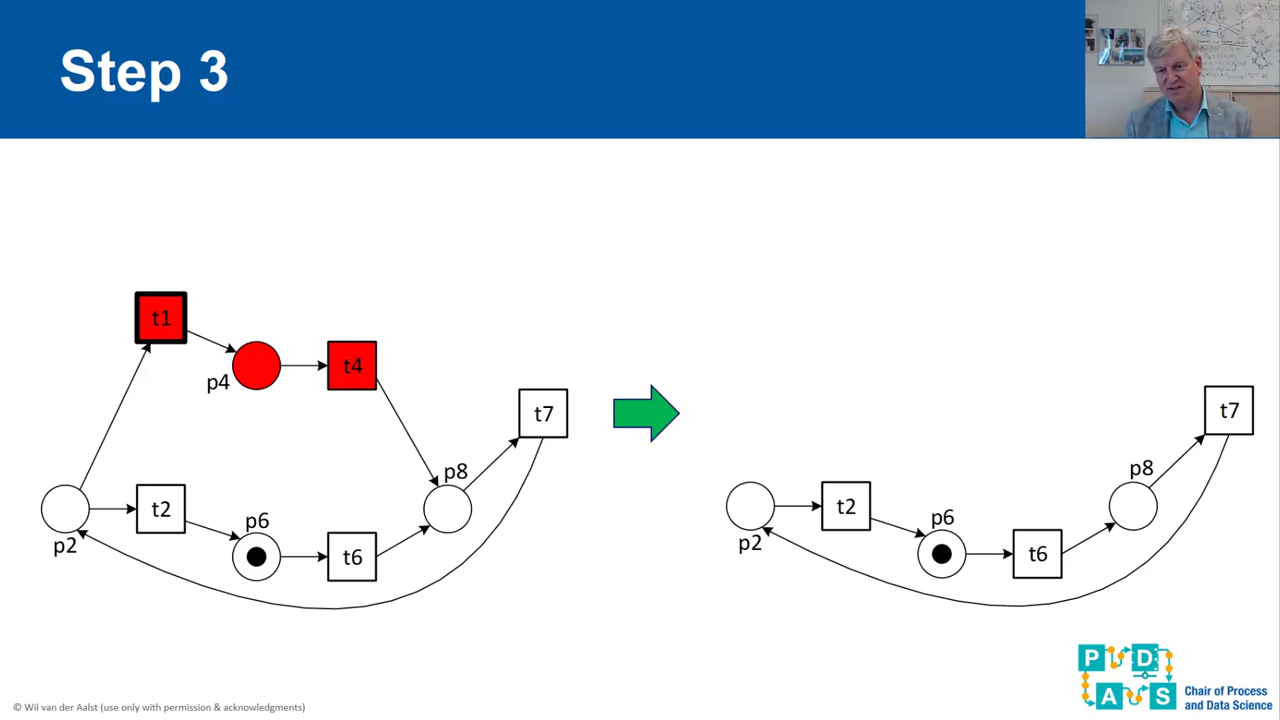 Step 3
t1
p4
t4
t7
p8
t2
p6
p2
t6
t7
p8
t2
p6
p2
t6
P D
A S
Chair of Process
and Data Science
© Wil van der Aalst (use only with permission & acknowledgments)